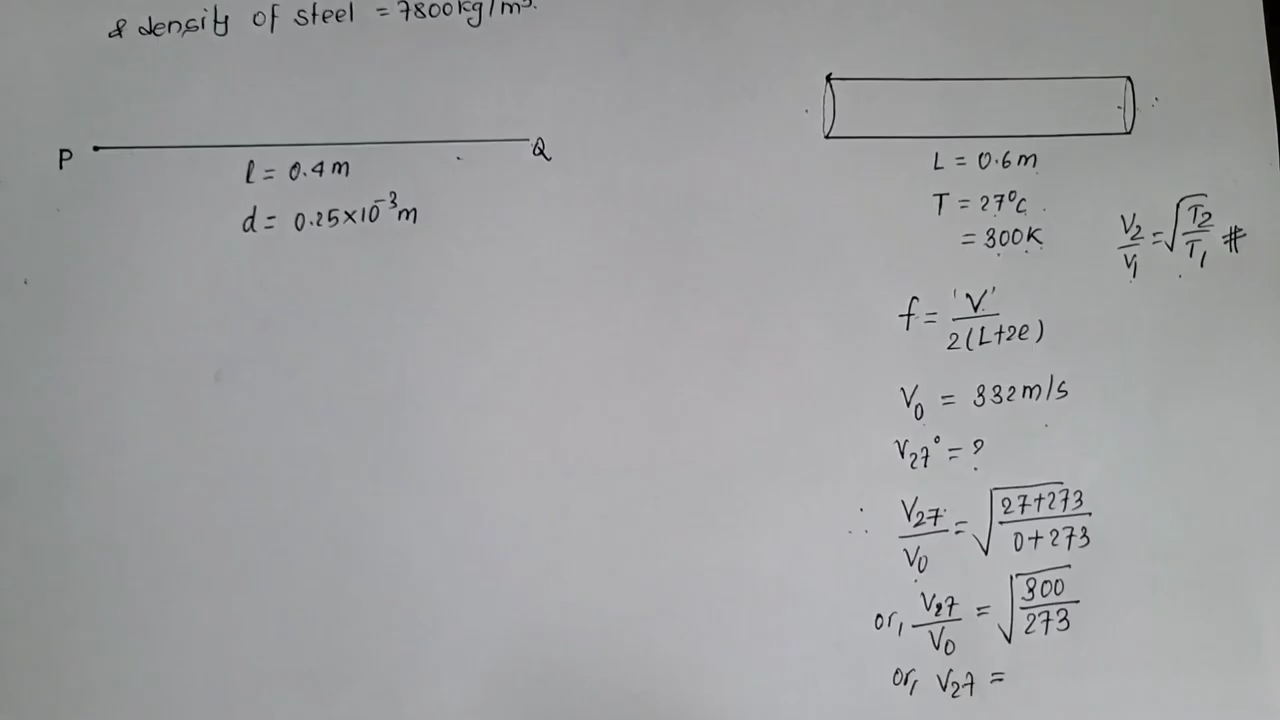 & density of steel = 7800kg/m³.
P
Q
l = 0.4 m
d = 0.25×10⁻³m
L = 0.6m
T = 27°C
= 300K
V₂/V₁ = √(T₂/T₁) #
f = 'V'/2(L+2e)
V₀ = 332m/s
V₂₇° = ?
∴ V₂₇/V₀ = √((27+273)/(0+273))
or, V₂₇/V₀ = √(300/273)
or, V₂₇ =